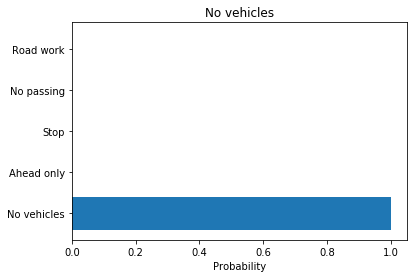 No vehicles
Road work
No passing
Stop
Ahead only
No vehicles
0.0 0.2 0.4 0.6 0.8 1.0
Probability